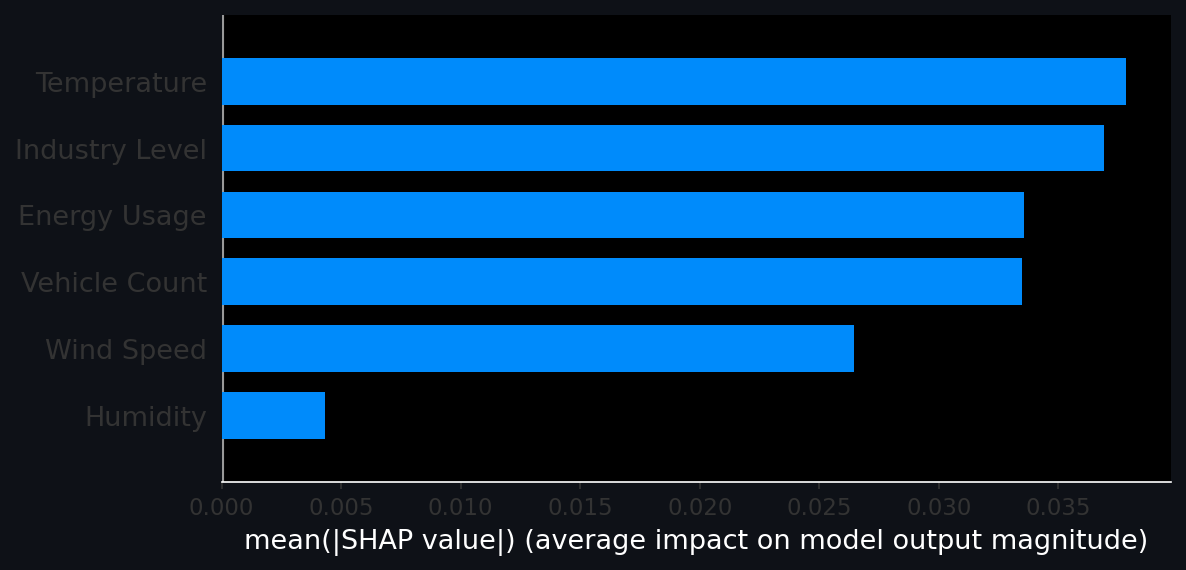 Temperature
Industry Level
Energy Usage
Vehicle Count
Wind Speed
Humidity
0.000 0.005 0.010 0.015 0.020 0.025 0.030 0.035
mean(|SHAP value|) (average impact on model output magnitude)